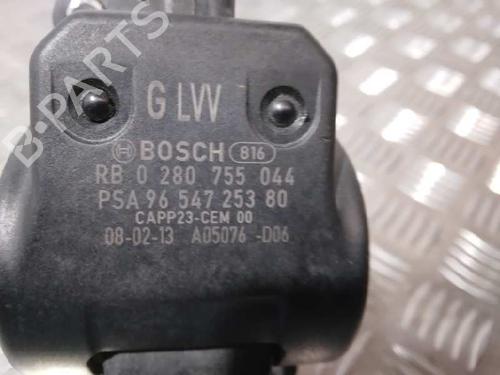 G LW
BOSCH 816
RB 0 280 755 044
PSA 96 547 253 80
CAPP23-CEM 00
08-02-13 A05076 -D06
B-PARTS